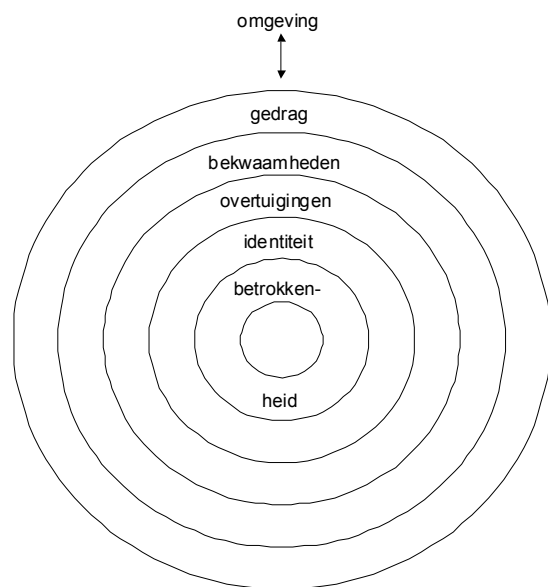 omgeving
gedrag
bekwaamheden
overtuigingen
identiteit
betrokken-
heid